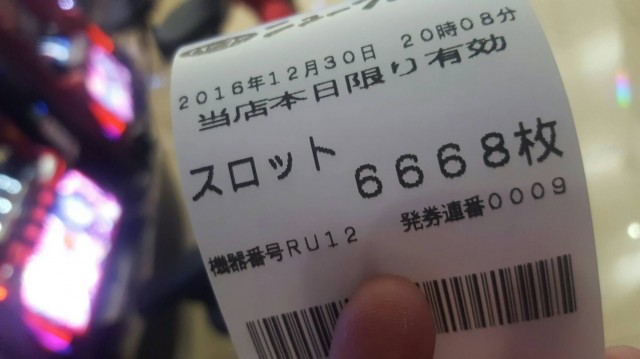 2016年12月30日 20時08分
当店本日限り有効
スロット 6668枚
機器番号RU12 発券連番0009